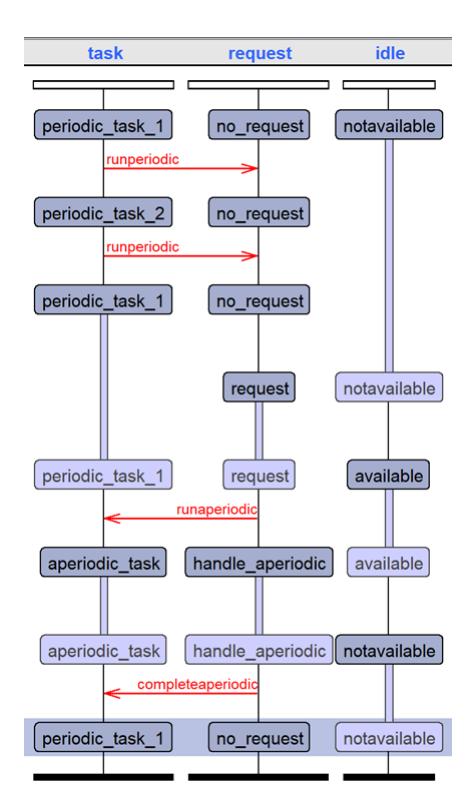 task request idle
periodic_task_1 no_request notavailable
runperiodic
periodic_task_2 no_request
runperiodic
periodic_task_1 no_request
request notavailable
periodic_task_1 request available
runaperiodic
aperiodic_task handle_aperiodic available
aperiodic_task handle_aperiodic notavailable
completeaperiodic
periodic_task_1 no_request notavailable